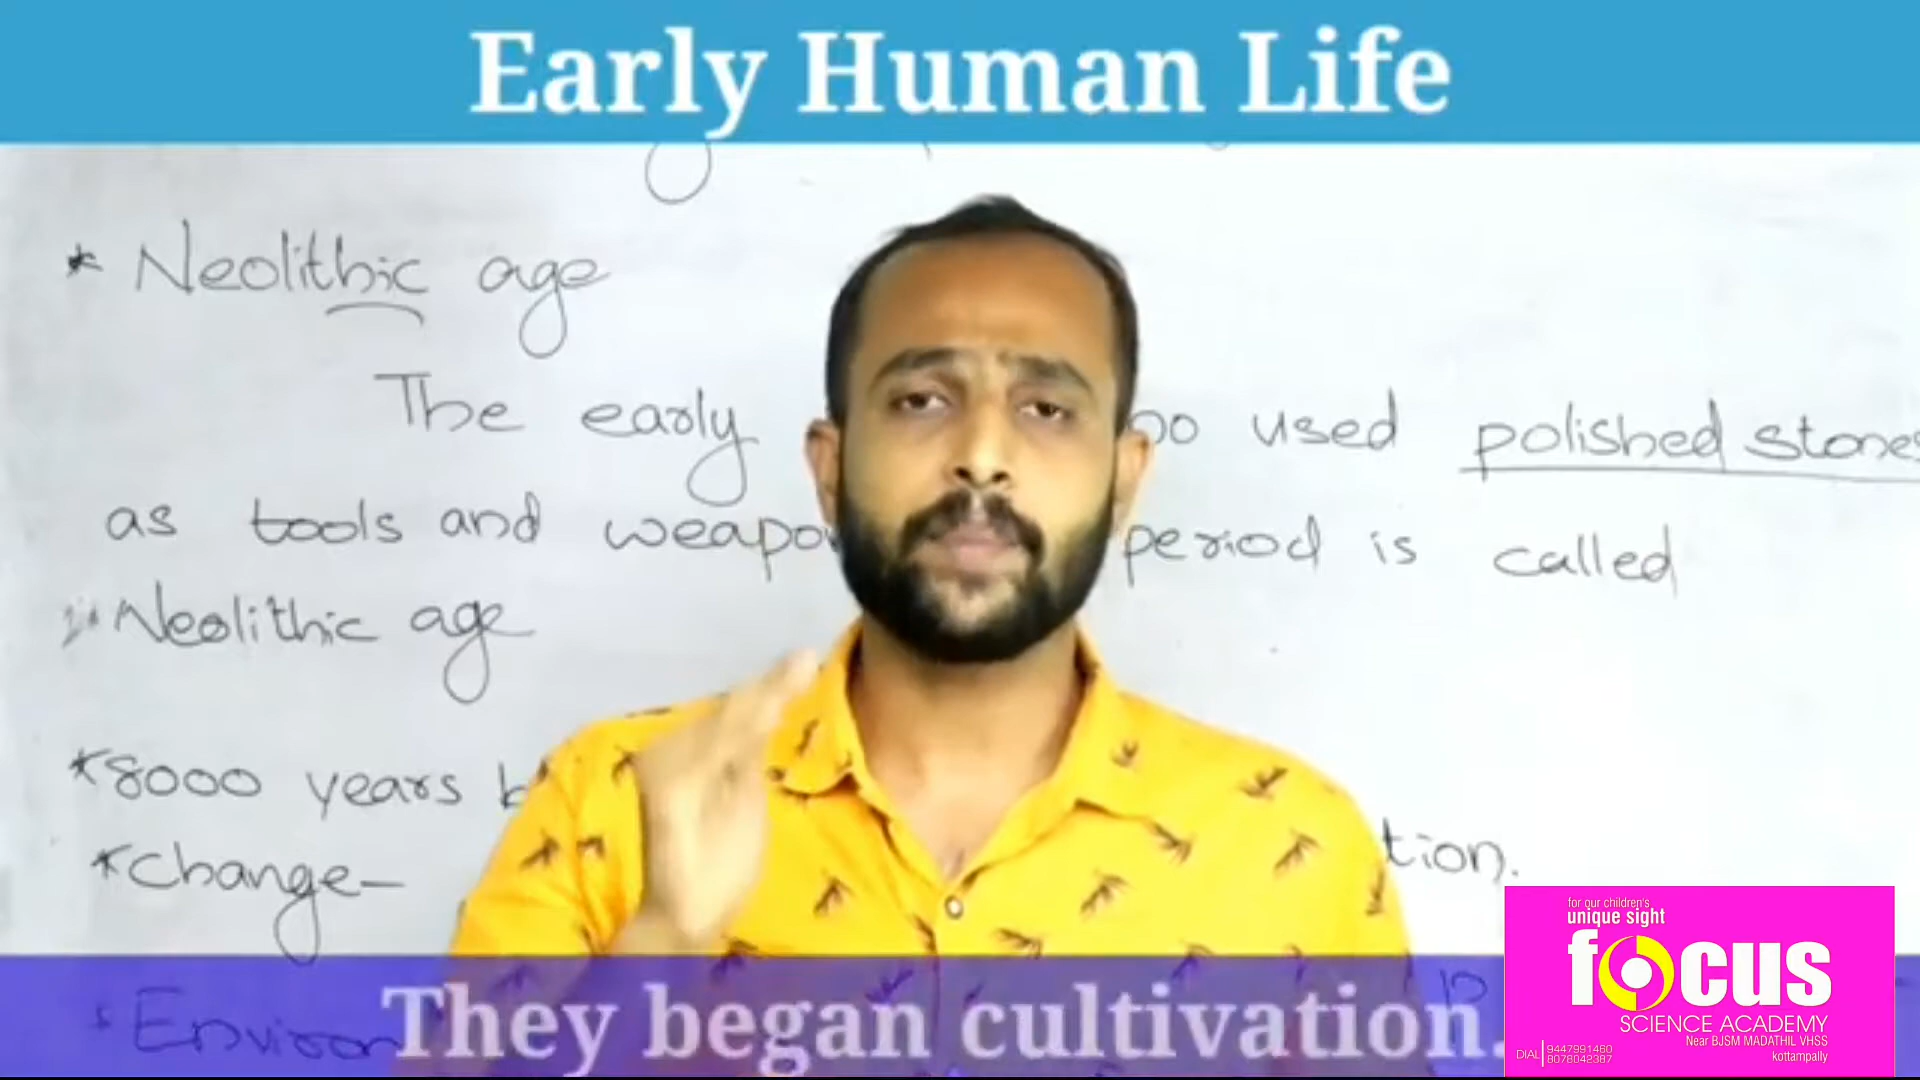 Early Human Life
* Neolithic age
The early used polished stones
as tools and period is called
Neolithic age
* 8000 years
* Change-
tion.
They began cultivation.
for our children's
unique sight
focus
SCIENCE ACADEMY
Near BJSM MADATHIL VHSS
kottampally
DIAL 9447991460
8078042387